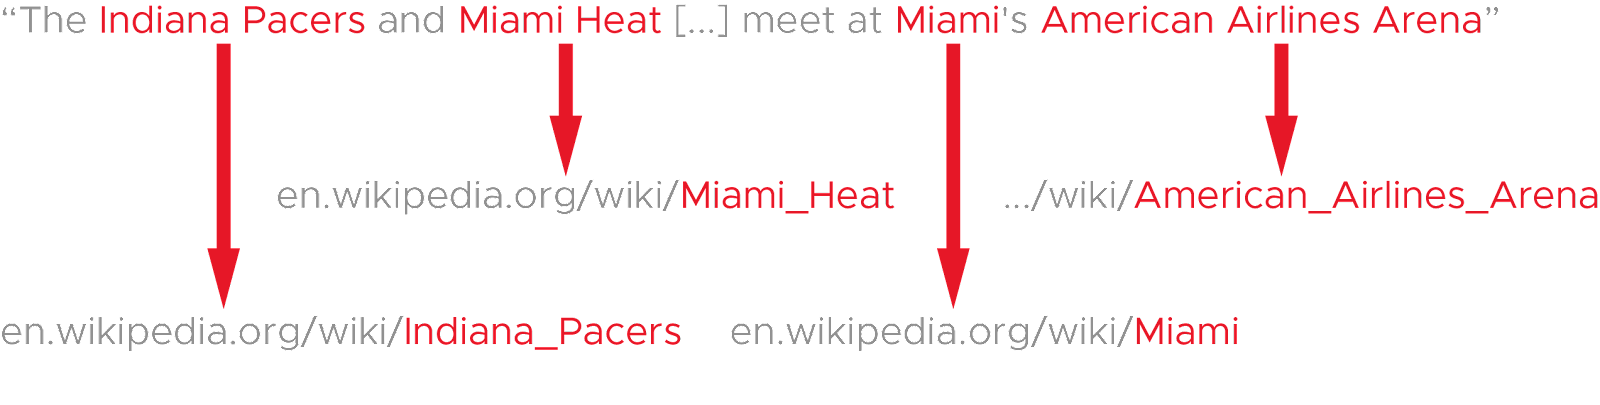 “The Indiana Pacers and Miami Heat [...] meet at Miami's American Airlines Arena”
en.wikipedia.org/wiki/Miami_Heat .../wiki/American_Airlines_Arena
en.wikipedia.org/wiki/Indiana_Pacers en.wikipedia.org/wiki/Miami